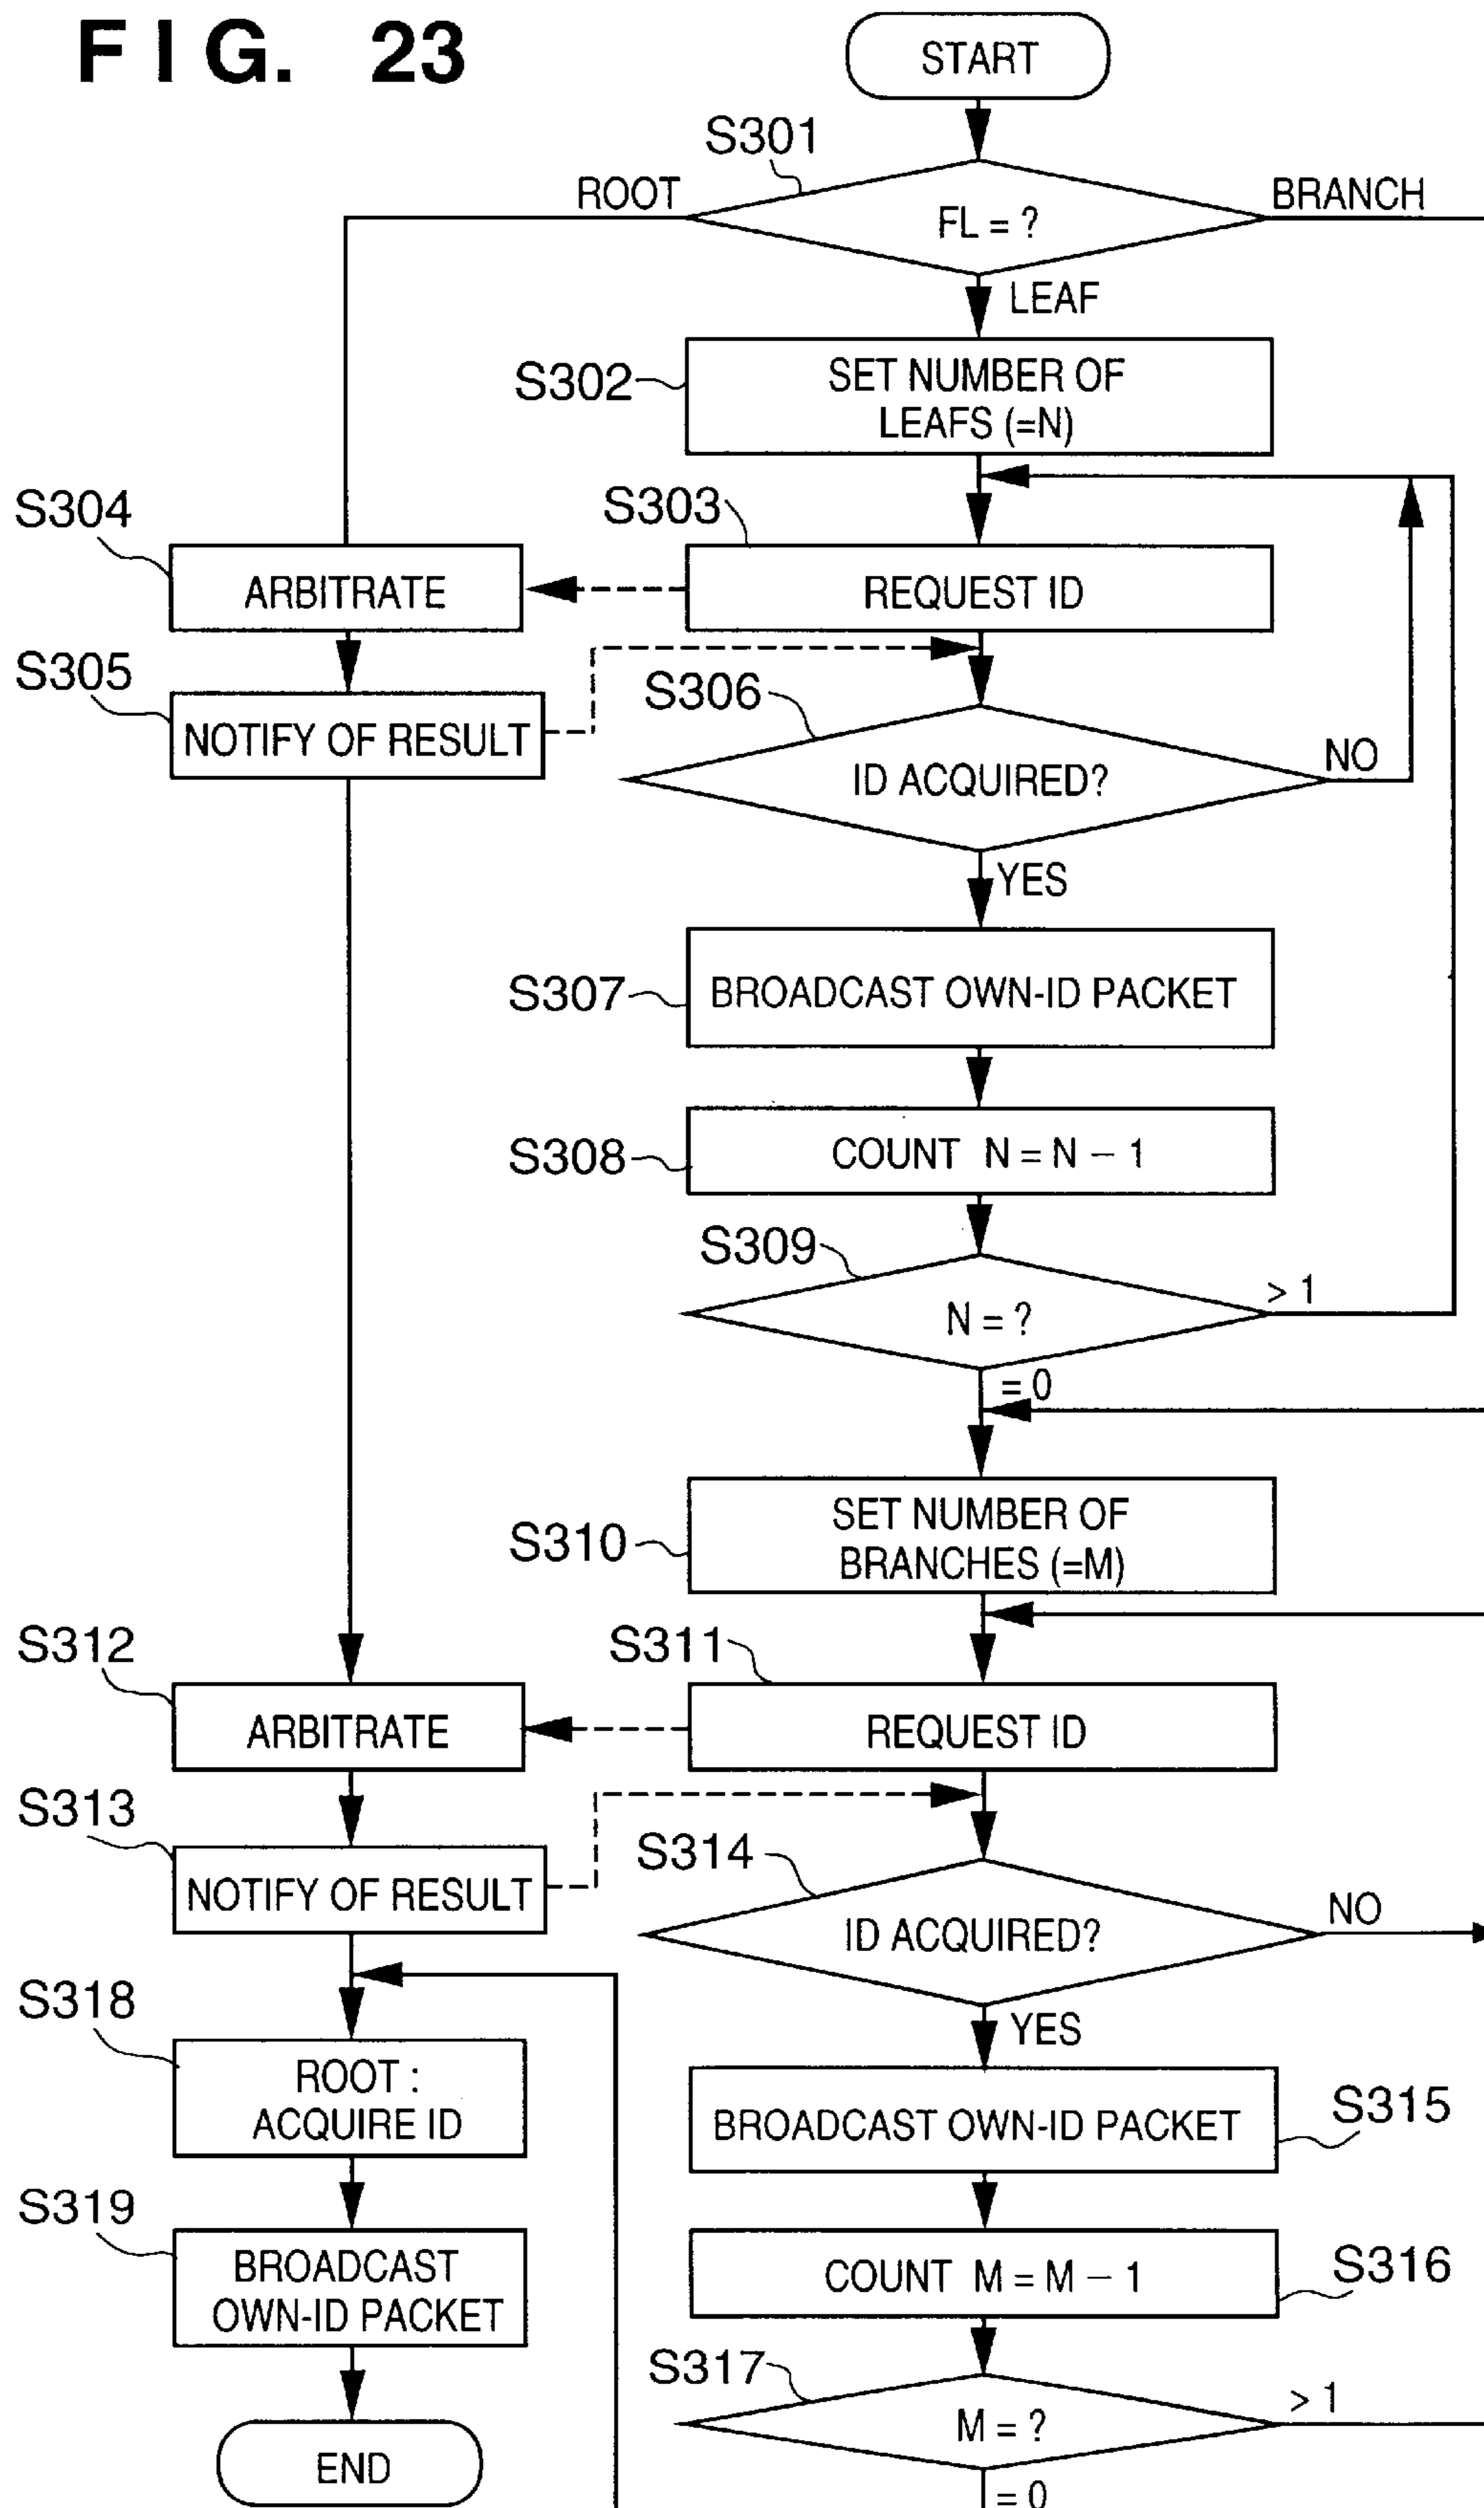 FIG. 23
START
S301
ROOT
BRANCH
FL = ?
LEAF
S302
SET NUMBER OF
LEAFS (=N)
S304
S303
ARBITRATE
REQUEST ID
S305
S306
NOTIFY OF RESULT
NO
ID ACQUIRED?
YES
S307
BROADCAST OWN-ID PACKET
S308
COUNT N = N − 1
S309
> 1
N = ?
= 0
S310
SET NUMBER OF
BRANCHES (=M)
S312
S311
ARBITRATE
REQUEST ID
S313
S314
NOTIFY OF RESULT
NO
ID ACQUIRED?
S318
YES
ROOT :
ACQUIRE ID
BROADCAST OWN-ID PACKET
S315
S319
BROADCAST
OWN-ID PACKET
COUNT M = M − 1
S316
S317
> 1
M = ?
END
= 0